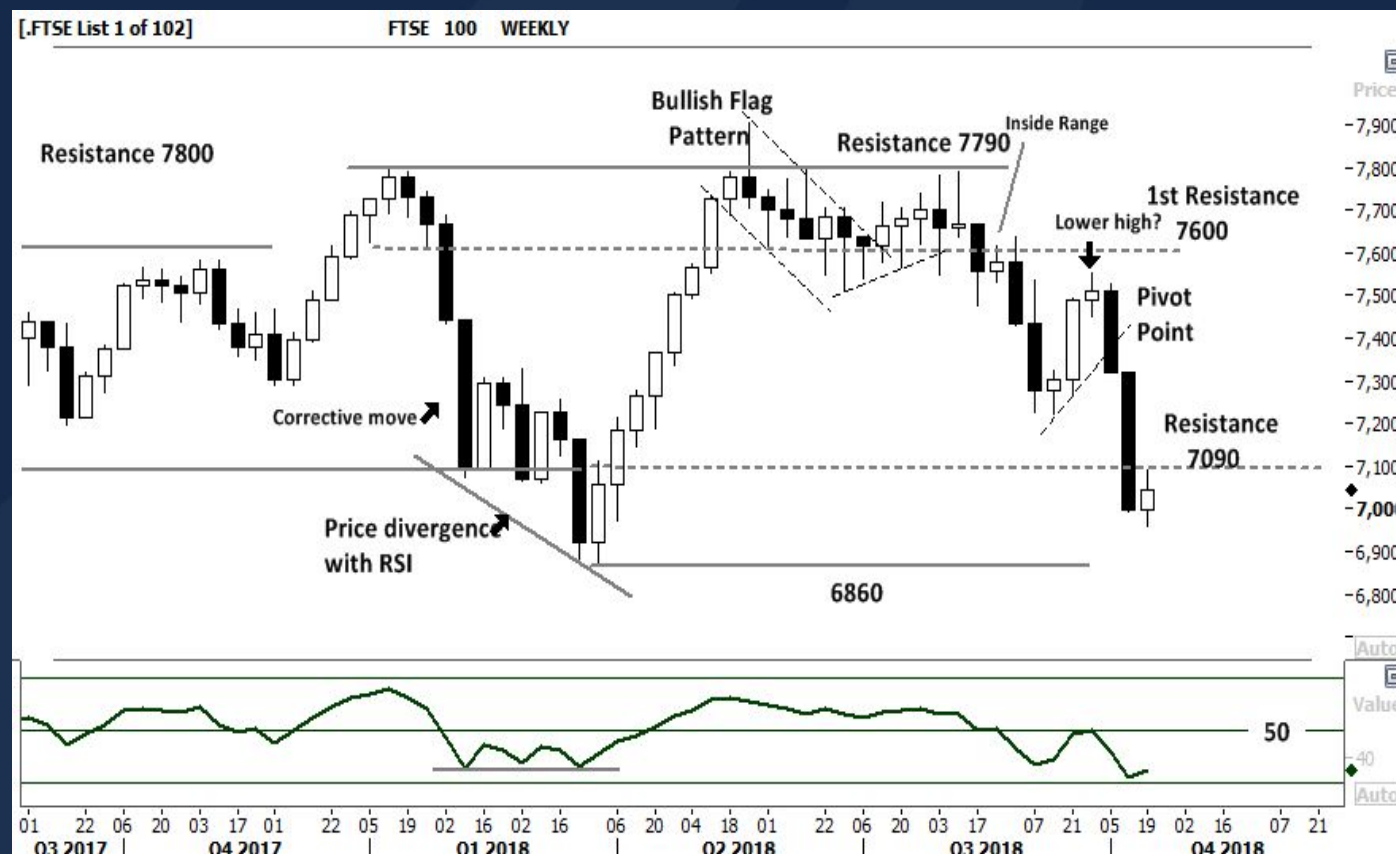 [.FTSE List 1 of 102] FTSE 100 WEEKLY
Price
Bullish Flag
Pattern
Resistance 7800
Resistance 7790
Inside Range
1st Resistance
7600
Lower high?
Pivot
Point
Corrective move
Resistance
7090
Price divergence
with RSI
6860
-7,900
-7,800
-7,700
-7,600
-7,500
-7,400
-7,300
-7,200
-7,100
-7,000
-6,900
-6,800
Auto
Value
50
40
Auto
01 22 06 20 03 17 01 22 05 19 02 16 02 16 06 20 04 18 01 22 06 20 03 17 07 21 05 19 02 16 07 21
Q3 2017 Q4 2017 Q1 2018 Q2 2018 Q3 2018 Q4 2018